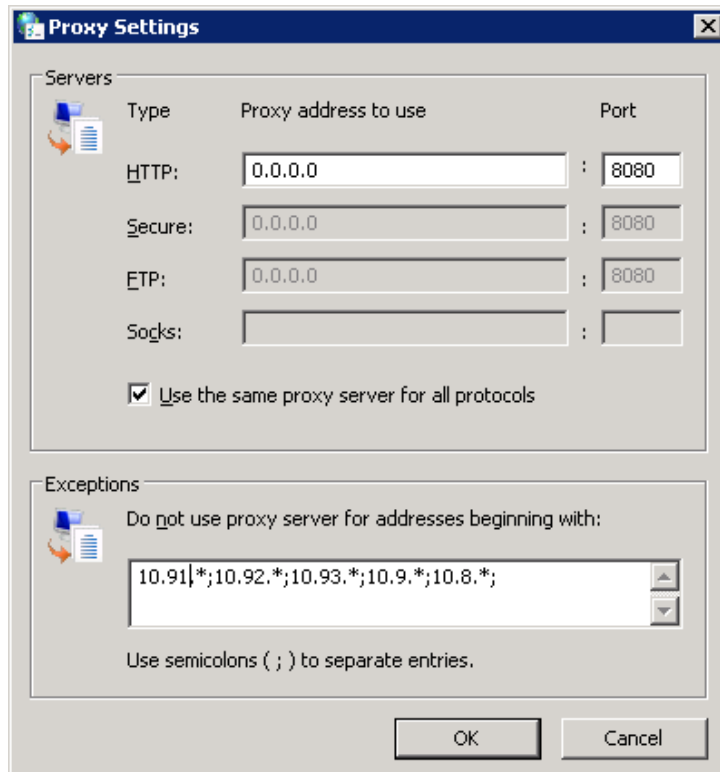 Proxy Settings
Servers
Type Proxy address to use Port
HTTP: 0.0.0.0 : 8080
Secure: 0.0.0.0 : 8080
FTP: 0.0.0.0 : 8080
Socks: :
Use the same proxy server for all protocols
Exceptions
Do not use proxy server for addresses beginning with:
10.91.*;10.92.*;10.93.*;10.9.*;10.8.*;
Use semicolons ( ; ) to separate entries.
OK Cancel